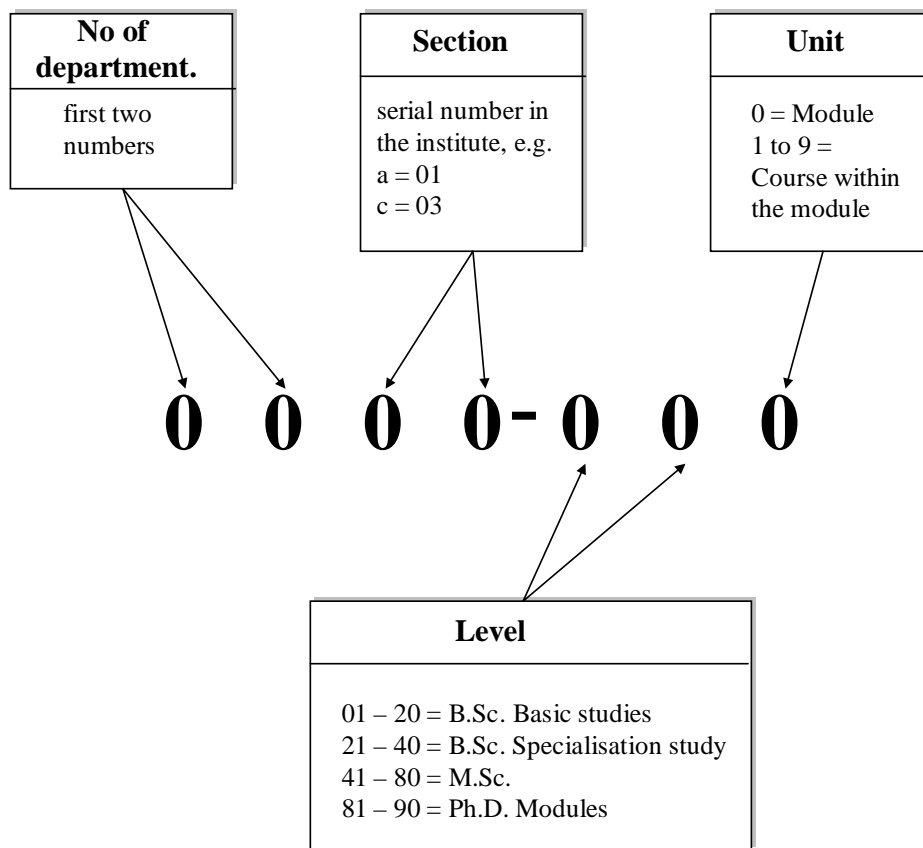 No of
department.
first two
numbers
Section
serial number in
the institute, e.g.
a = 01
c = 03
Unit
0 = Module
1 to 9 =
Course within
the module
0 0 0 0-0 0 0
Level
01 – 20 = B.Sc. Basic studies
21 – 40 = B.Sc. Specialisation study
41 – 80 = M.Sc.
81 – 90 = Ph.D. Modules